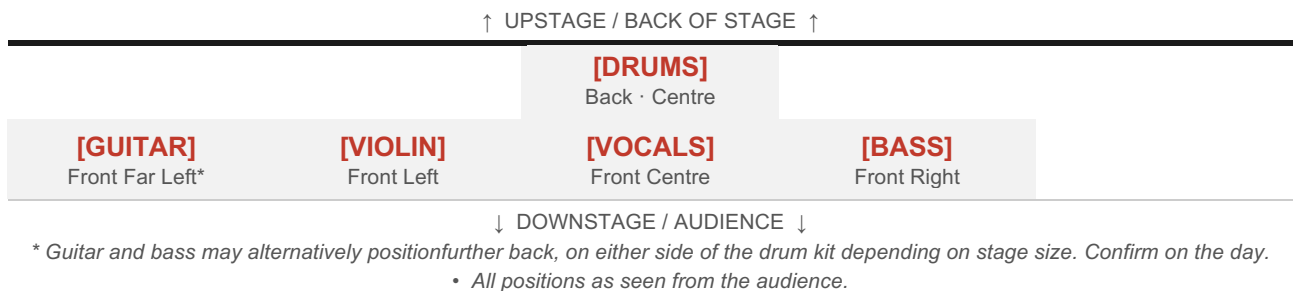 ↑ UPSTAGE / BACK OF STAGE ↑
[DRUMS]
Back · Centre
[GUITAR] [VIOLIN] [VOCALS] [BASS]
Front Far Left* Front Left Front Centre Front Right
↓ DOWNSTAGE / AUDIENCE ↓
* Guitar and bass may alternatively positionfurther back, on either side of the drum kit depending on stage size. Confirm on the day.
• All positions as seen from the audience.